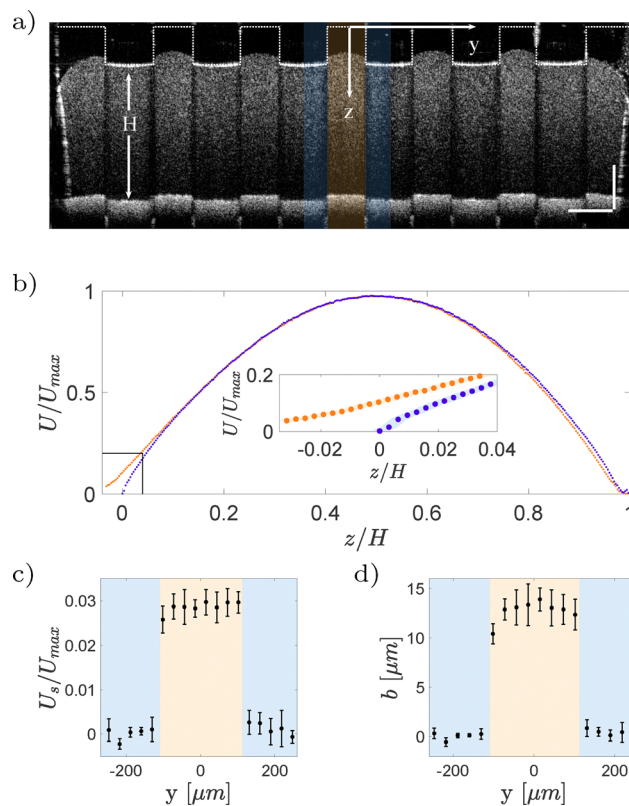 a)
y
H
z
b)
1
0.5
0
U/U_max
0.2
0
U/U_max
-0.02 0 0.02 0.04
z/H
0 0.2 0.4 0.6 0.8 1
z/H
c) d)
0.03
0.02
0.01
0
U_s/U_max
-200 0 200
y [μm]
15
10
5
0
b [μm]
-200 0 200
y [μm]